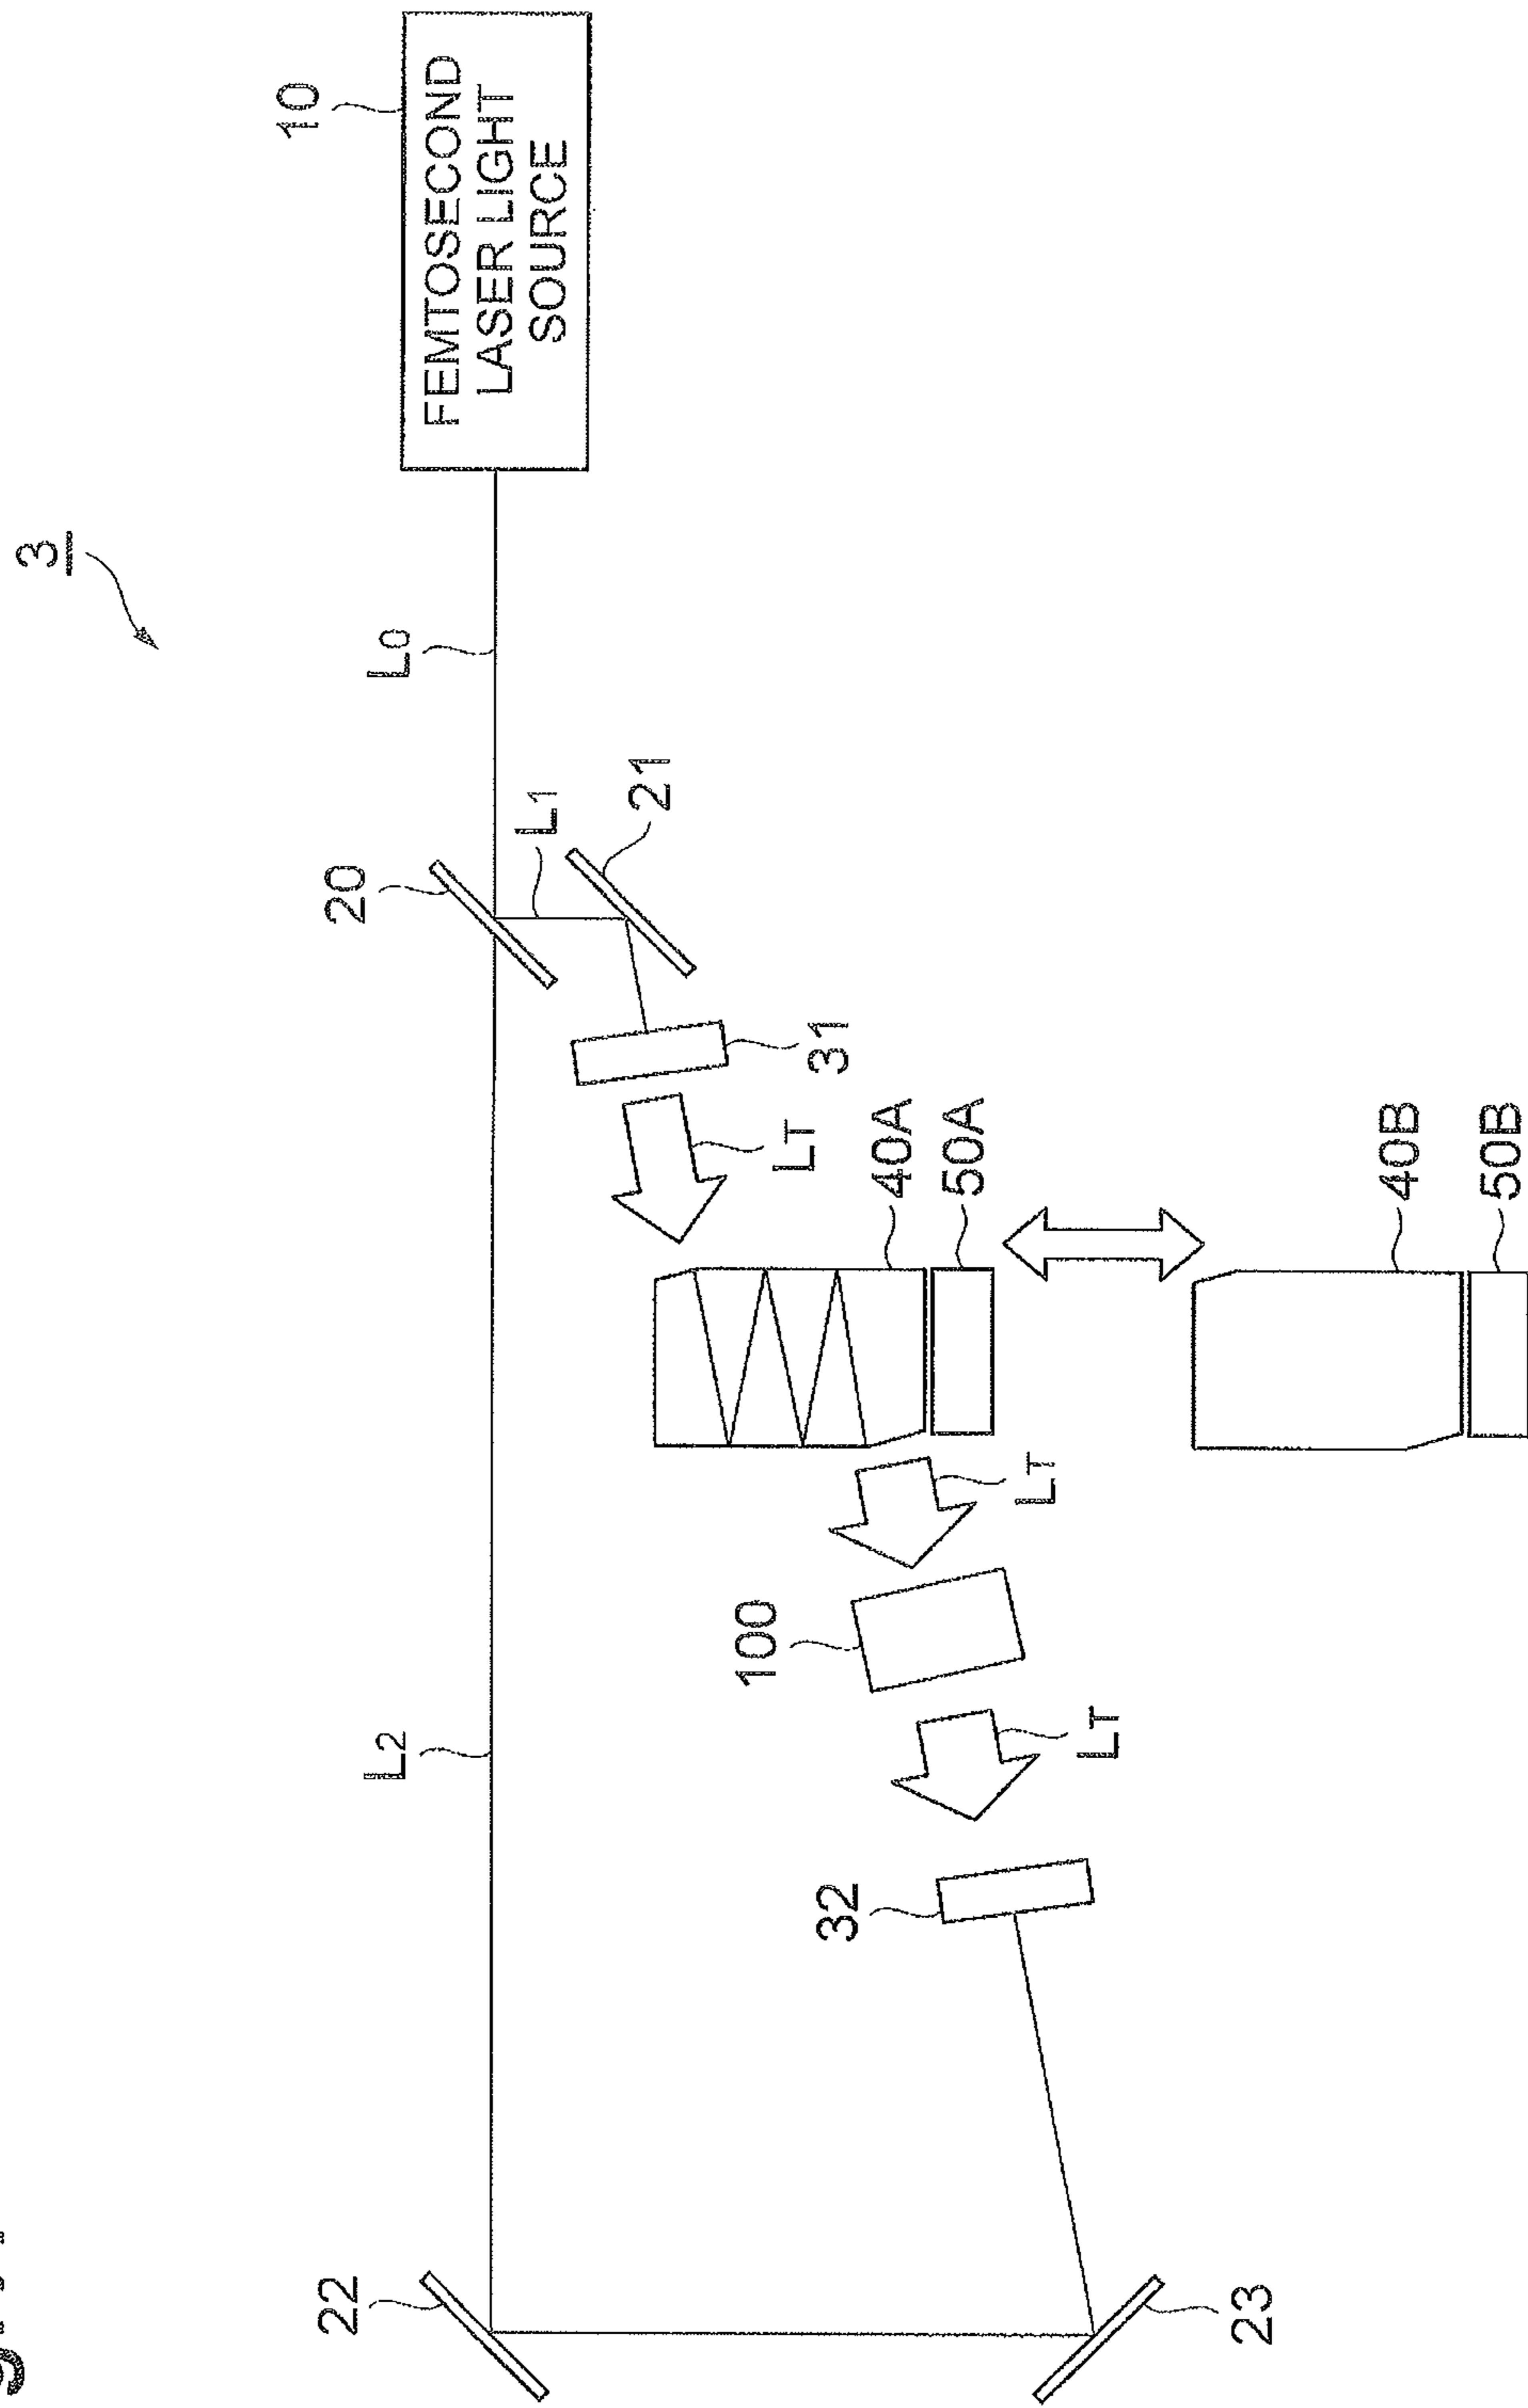 3
10
FEMTOSECOND
LASER LIGHT
SOURCE
L0
20
L1
21
31
LT
40A
50A
40B
50B
LT
100
LT
L2
32
22
23